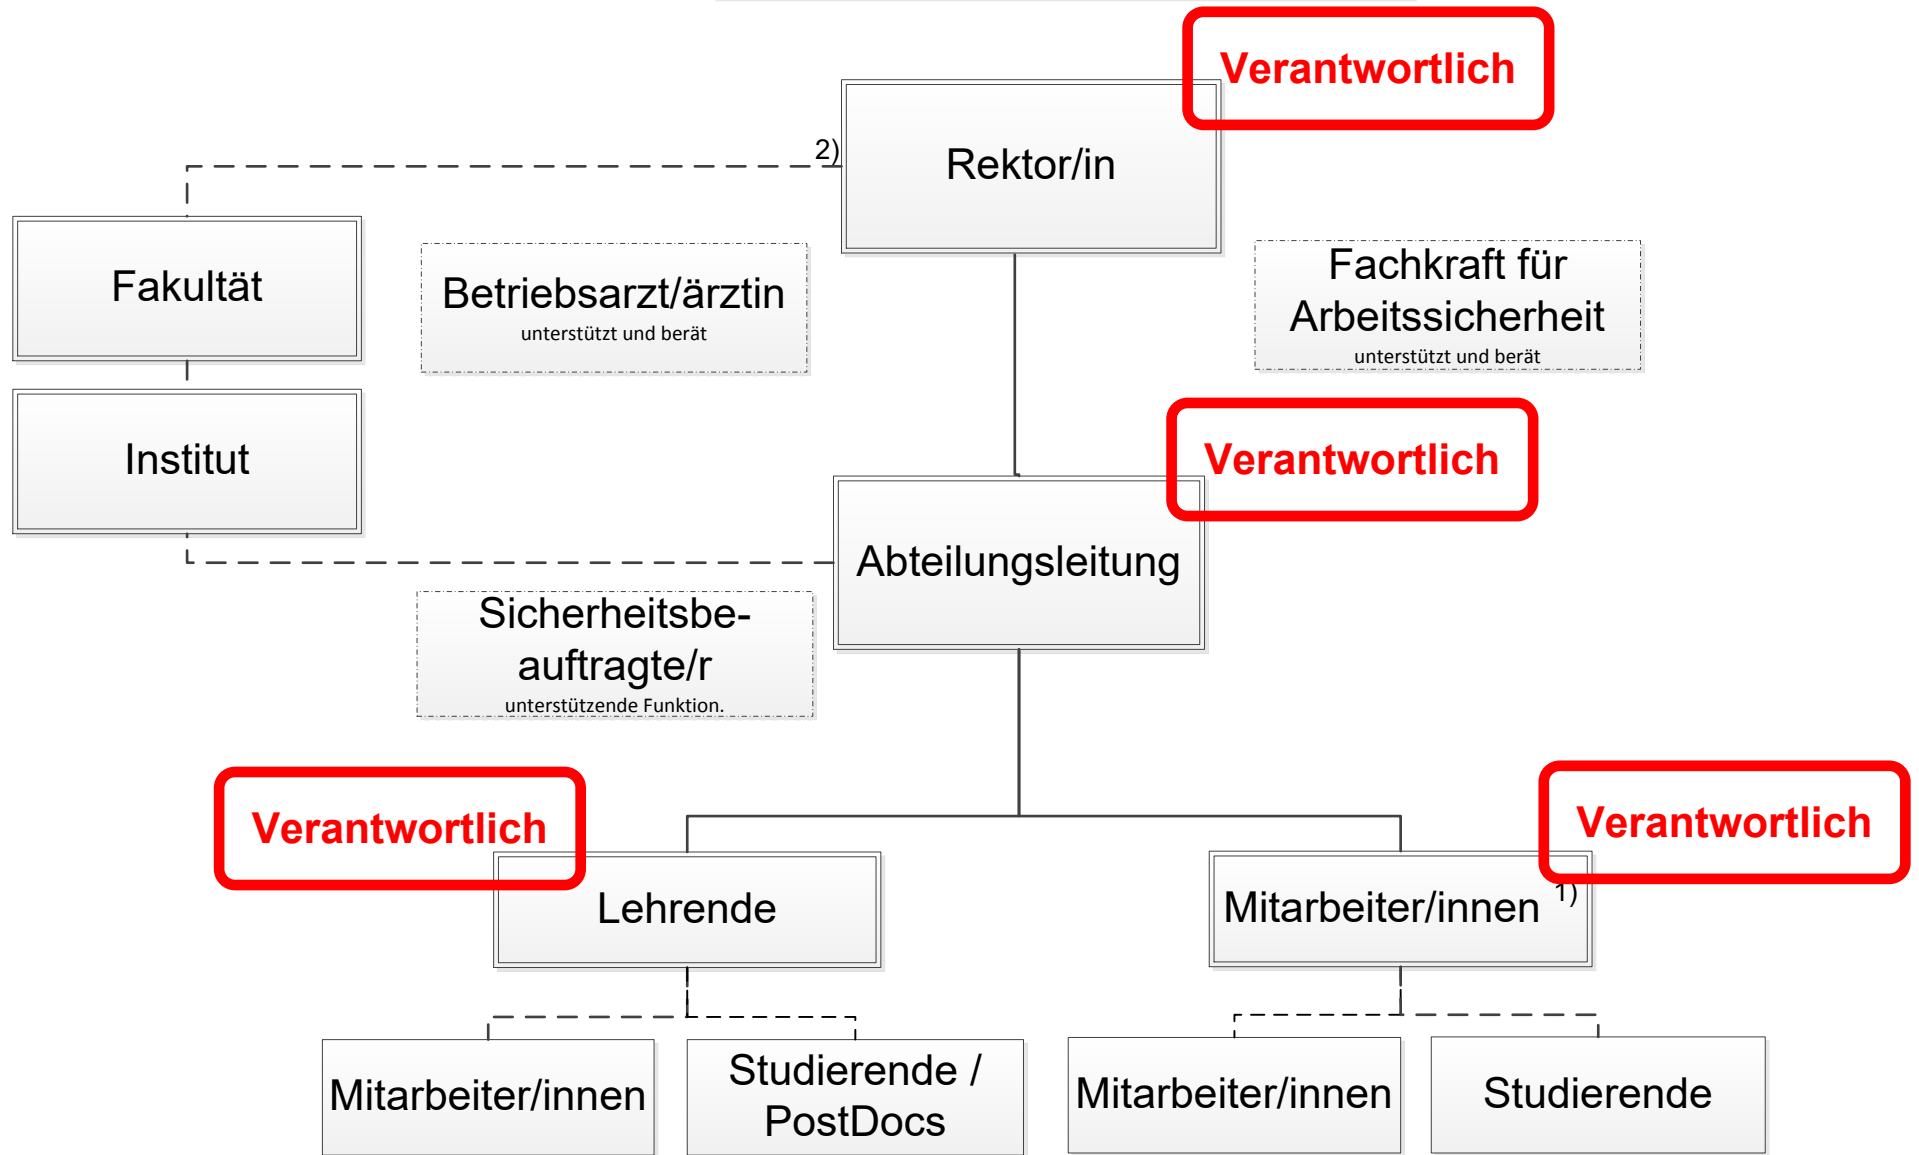 Verantwortlich
2)
Rektor/in
Fakultät
Betriebsarzt/ärztin
unterstützt und berät
Fachkraft für
Arbeitssicherheit
unterstützt und berät
Institut
Verantwortlich
Abteilungsleitung
Sicherheitsbe-
auftragte/r
unterstützende Funktion.
Verantwortlich
Verantwortlich
Lehrende
Mitarbeiter/innen 1)
Mitarbeiter/innen
Studierende /
PostDocs
Mitarbeiter/innen
Studierende